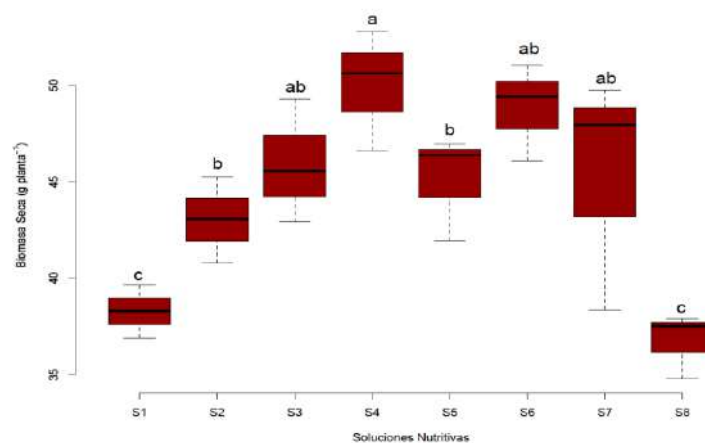 a
ab
ab
ab
b
b
c
c
Biomasa Seca (g planta⁻¹)
50
45
40
35
S1 S2 S3 S4 S5 S6 S7 S8
Soluciones Nutritivas